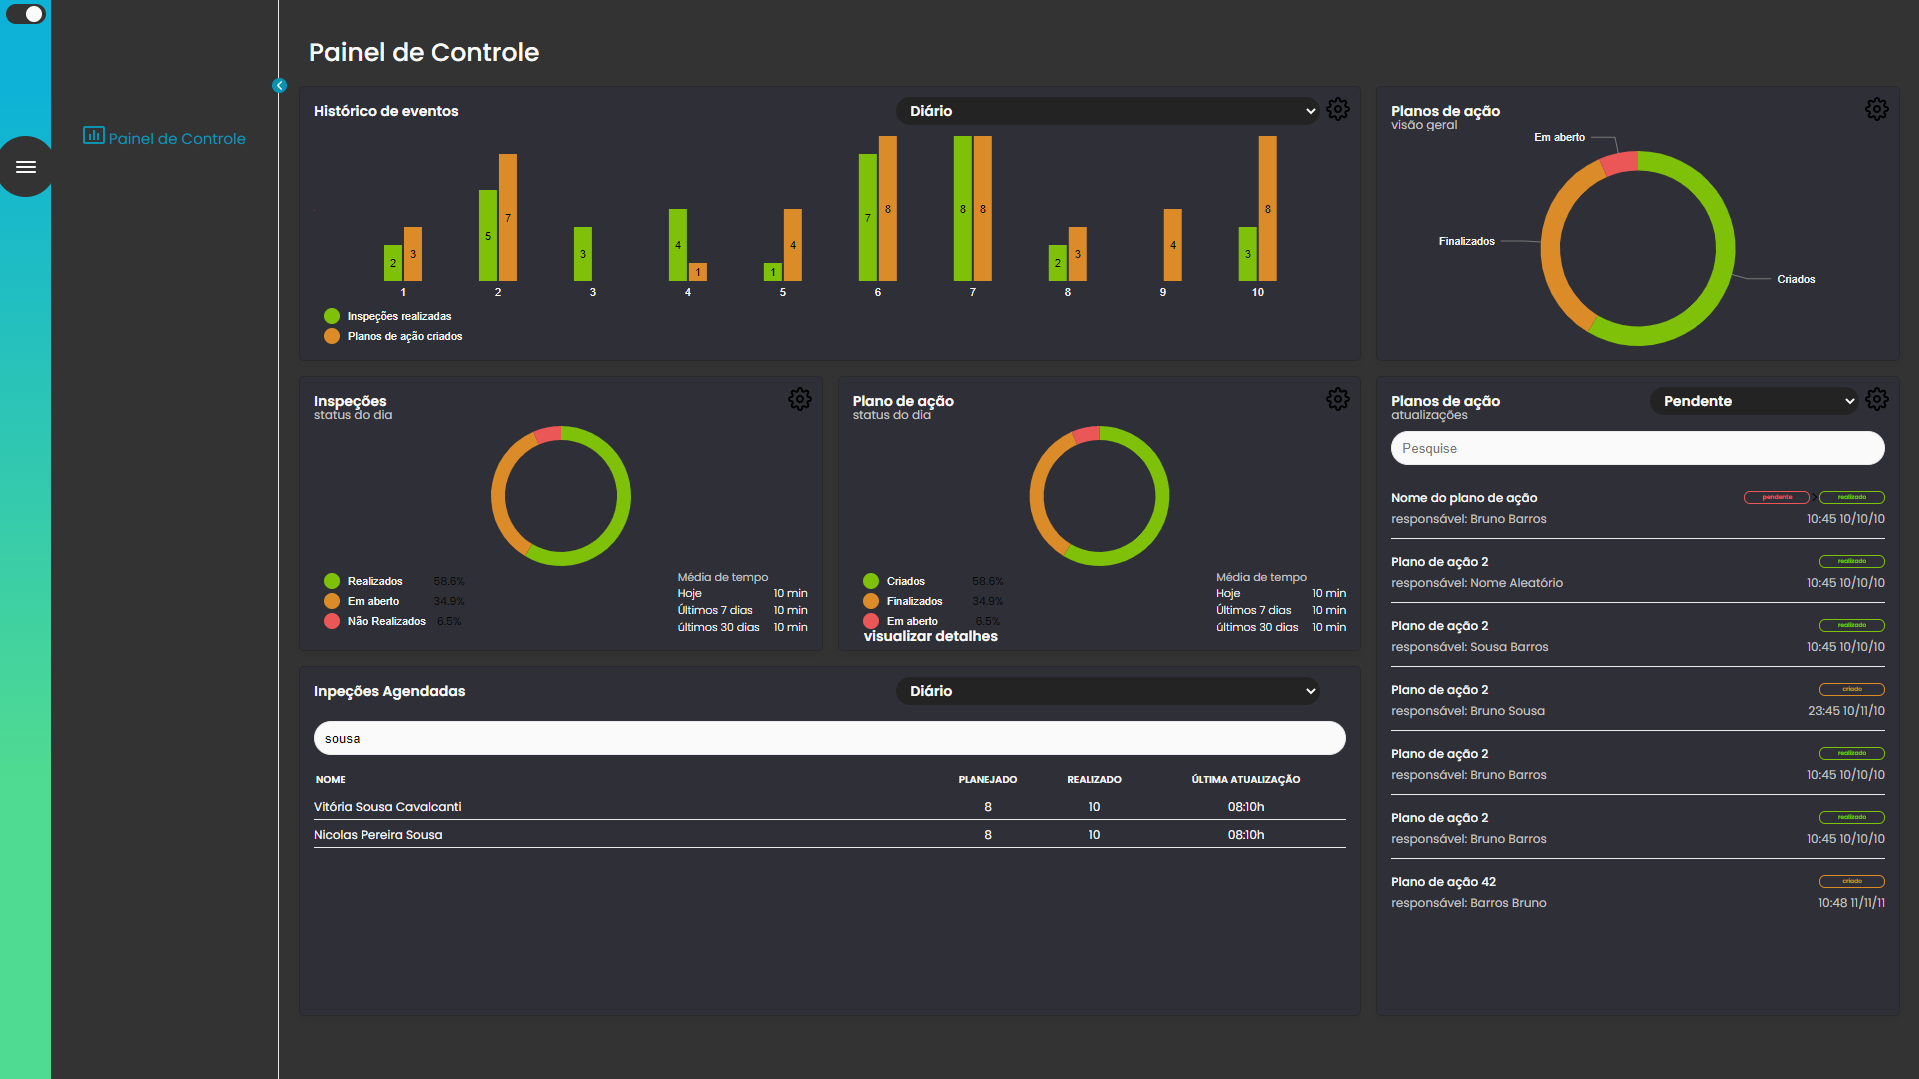 Painel de Controle
Painel de Controle
Histórico de eventos
Diário
2
3
5
7
3
4
1
1
4
7
8
8
8
2
3
4
3
8
1
2
3
4
5
6
7
8
9
10
Inspeções realizadas
Planos de ação criados
Planos de ação
visão geral
Em aberto
Finalizados
Criados
Inspeções
status do dia
Realizados 58.6%
Em aberto 34.9%
Não Realizados 6.5%
Média de tempo
Hoje 10 min
Últimos 7 dias 10 min
últimos 30 dias 10 min
Plano de ação
status do dia
Criados 58.6%
Finalizados 34.9%
Em aberto 6.5%
visualizar detalhes
Média de tempo
Hoje 10 min
Últimos 7 dias 10 min
últimos 30 dias 10 min
Planos de ação
atualizações
Pendente
Pesquise
Nome do plano de ação pendente > realizado
responsável: Bruno Barros 10:45 10/10/10
Plano de ação 2 realizado
responsável: Nome Aleatório 10:45 10/10/10
Plano de ação 2 realizado
responsável: Sousa Barros 10:45 10/10/10
Plano de ação 2 criado
responsável: Bruno Sousa 23:45 10/11/10
Plano de ação 2 realizado
responsável: Bruno Barros 10:45 10/10/10
Plano de ação 2 realizado
responsável: Bruno Barros 10:45 10/10/10
Plano de ação 42 criado
responsável: Barros Bruno 10:48 11/11/11
Inpeções Agendadas
Diário
sousa
NOME PLANEJADO REALIZADO ÚLTIMA ATUALIZAÇÃO
Vitória Sousa Cavalcanti 8 10 08:10h
Nicolas Pereira Sousa 8 10 08:10h